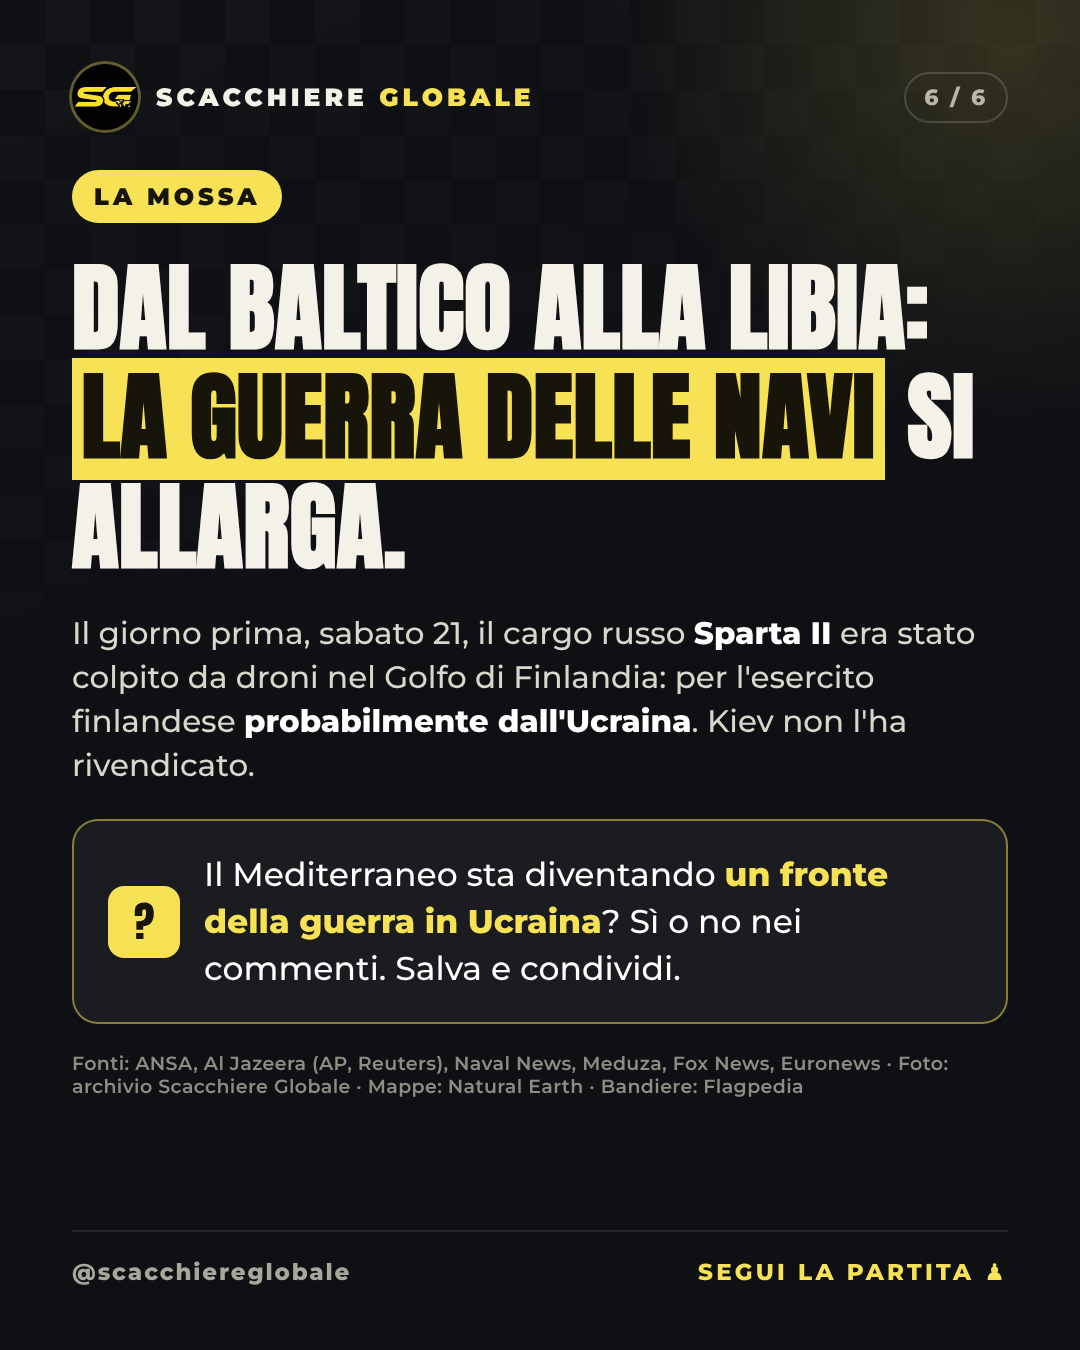 SG
SCACCHIERE GLOBALE
6 / 6
LA MOSSA
DAL BALTICO ALLA LIBIA:
LA GUERRA DELLE NAVI SI
ALLARGA.
Il giorno prima, sabato 21, il cargo russo Sparta II era stato
colpito da droni nel Golfo di Finlandia: per l'esercito
finlandese probabilmente dall'Ucraina. Kiev non l'ha
rivendicato.
?
Il Mediterraneo sta diventando un fronte
della guerra in Ucraina? Sì o no nei
commenti. Salva e condividi.
Fonti: ANSA, Al Jazeera (AP, Reuters), Naval News, Meduza, Fox News, Euronews · Foto:
archivio Scacchiere Globale · Mappe: Natural Earth · Bandiere: Flagpedia
@scacchiereglobale
SEGUI LA PARTITA ♟